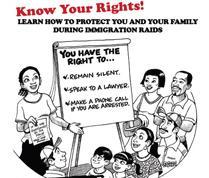 Know Your Rights!
LEARN HOW TO PROTECT YOU AND YOUR FAMILY
DURING IMMIGRATION RAIDS
YOU HAVE THE
RIGHT TO...
✓REMAIN SILENT.
✓SPEAK TO A LAWYER.
✓MAKE A PHONE CALL
IF YOU ARE ARRESTED.